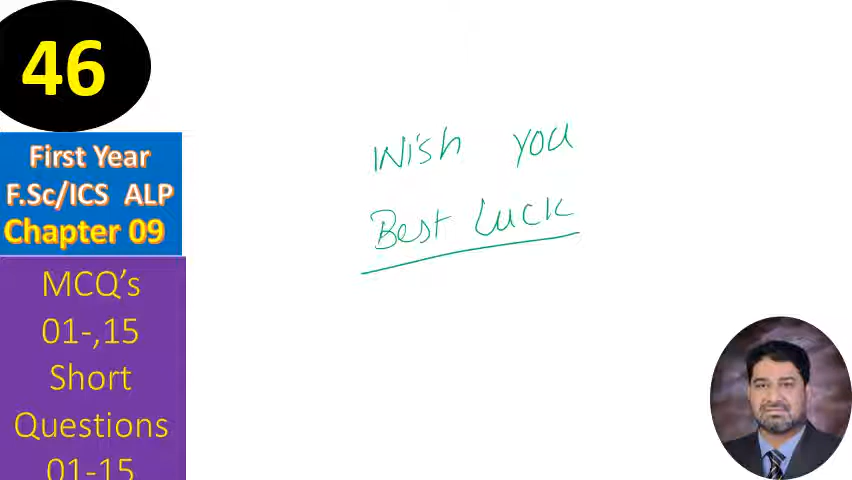 46
First Year
F.Sc/ICS ALP
Chapter 09
MCQ's
01-,15
Short
Questions
01-15
Wish you
Best Luck